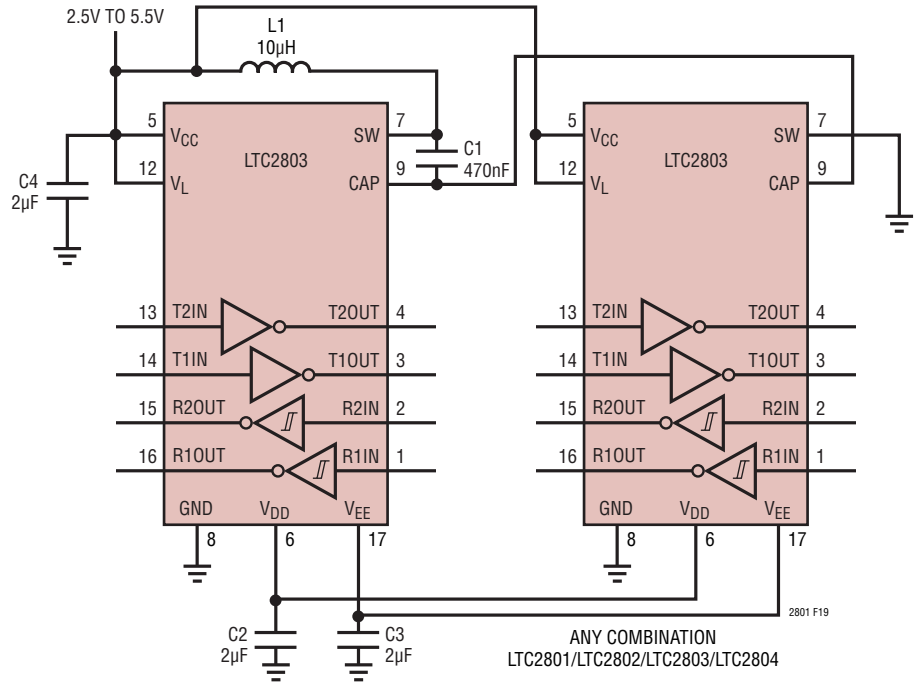 2.5V TO 5.5V
L1
10µH
5
VCC
LTC2803
SW
7
C1
470nF
12
VL
CAP
9
C4
2µF
13
T2IN
T2OUT
4
14
T1IN
T1OUT
3
15
R2OUT
R2IN
2
16
R1OUT
R1IN
1
GND
VDD
VEE
8
6
17
C2
2µF
C3
2µF
5
VCC
LTC2803
SW
7
12
VL
CAP
9
13
T2IN
T2OUT
4
14
T1IN
T1OUT
3
15
R2OUT
R2IN
2
16
R1OUT
R1IN
1
GND
VDD
VEE
8
6
17
2801 F19
ANY COMBINATION
LTC2801/LTC2802/LTC2803/LTC2804